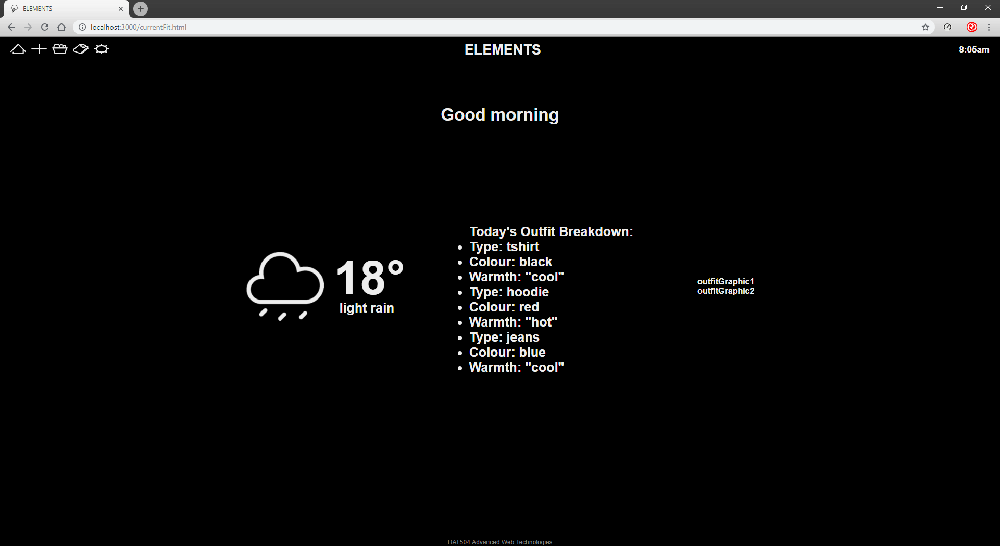 ELEMENTS
localhost:3000/currentFit.html
ELEMENTS
8:05am
Good morning
18°
light rain
Today's Outfit Breakdown:
Type: tshirt
Colour: black
Warmth: "cool"
Type: hoodie
Colour: red
Warmth: "hot"
Type: jeans
Colour: blue
Warmth: "cool"
outfitGraphic1
outfitGraphic2
DAT504 Advanced Web Technologies